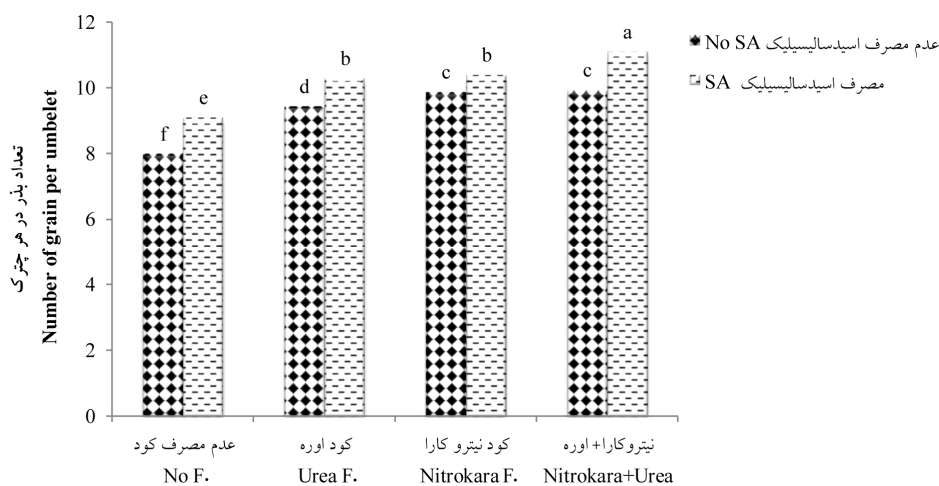 12
10
8
6
4
2
0
تعداد بذر در هر چترک
Number of grain per umbelet
f
e
d
b
c
b
c
a
عدم مصرف کود
No F.
کود اوره
Urea F.
کود نیترو کارا
Nitrokara F.
نیتروکارا+ اوره
Nitrokara+Urea
عدم مصرف اسیدسالیسیلیک No SA
مصرف اسیدسالیسیلیک SA